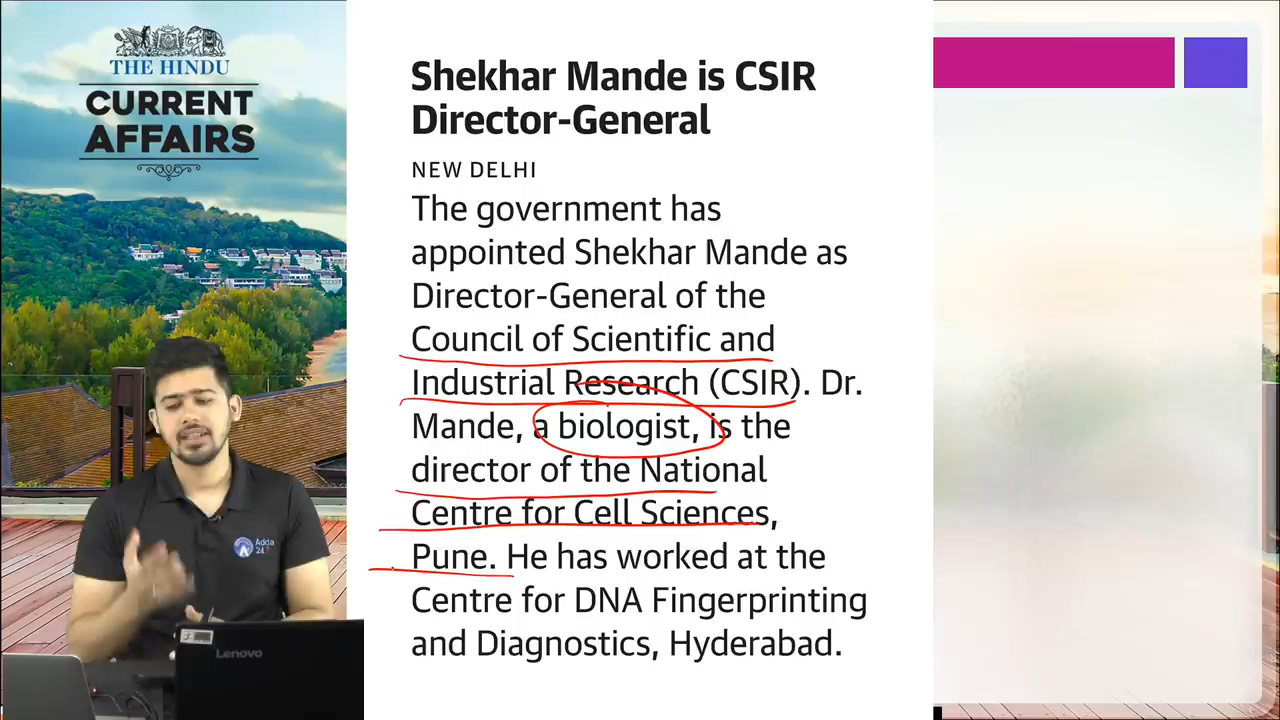 THE HINDU
CURRENT
AFFAIRS
Shekhar Mande is CSIR
Director-General
NEW DELHI
The government has
appointed Shekhar Mande as
Director-General of the
Council of Scientific and
Industrial Research (CSIR). Dr.
Mande, a biologist, is the
director of the National
Centre for Cell Sciences,
Pune. He has worked at the
Centre for DNA Fingerprinting
and Diagnostics, Hyderabad.
Adda
247
Lenovo